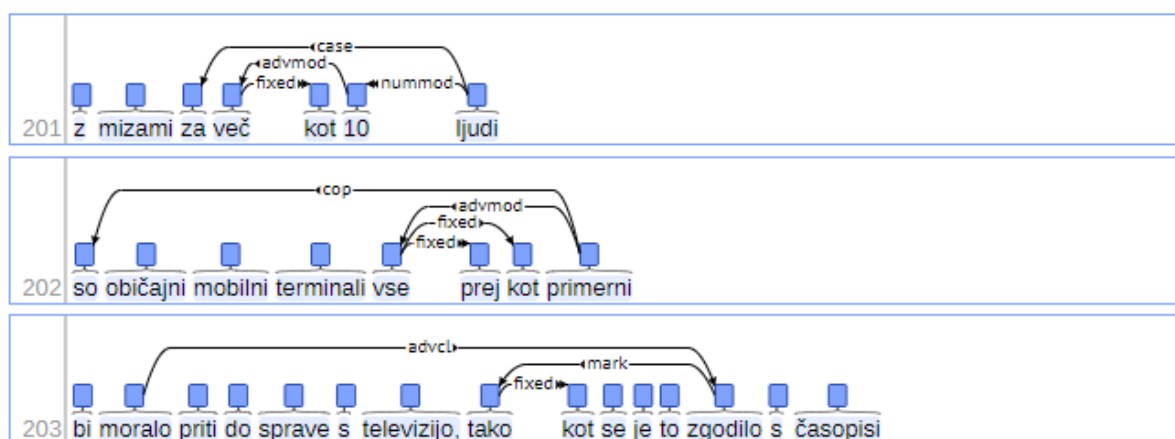 case
advmod
fixed nummod
201 z mizami za več kot 10 ljudi
cop
advmod
fixed
fixed
202 so običajni mobilni terminali vse prej kot primerni
advcl
mark
fixed
203 bi moralo priti do sprave s televizijo, tako kot se je to zgodilo s časopisi